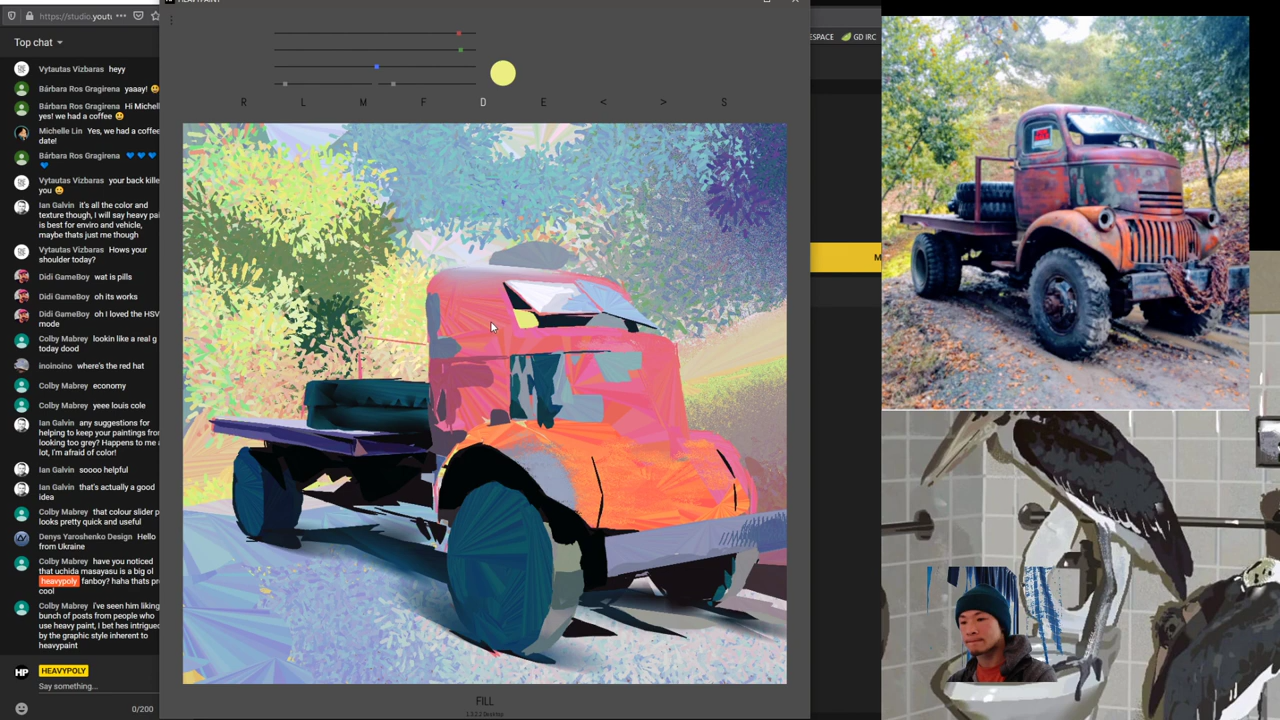 https://studio.yout
HEAVYPAINT
ESPACE
GD IRC
Top chat
Vytautas Vizbaras heyy
Bárbara Ros Gragirena yaaay!
Bárbara Ros Gragirena Hi Michell
yes! we had a coffee
Michelle Lin Yes, we had a coffee
date!
Bárbara Ros Gragirena
Vytautas Vizbaras your back kille
you
Ian Galvin it's all the color and
texture though, I will say heavy pai
is best for enviro and vehicle,
maybe thats just me though
Vytautas Vizbaras Hows your
shoulder today?
Didi GameBoy wat is pills
Didi GameBoy oh its works
Didi GameBoy oh I loved the HSV
mode
Colby Mabrey lookin like a real g
today dood
inoinoino where's the red hat
Colby Mabrey economy
Colby Mabrey yeee louis cole
Ian Galvin any suggestions for
helping to keep your paintings from
looking too grey? Happens to me a
lot, I'm afraid of color!
Ian Galvin soooo helpful
Ian Galvin that's actually a good
idea
Colby Mabrey that colour slider p
looks pretty quick and useful
Denys Yaroshenko Design Hello
from Ukraine
Colby Mabrey have you noticed
that uchida masayasu is a big ol
heavypoly fanboy? haha thats pre
cool
Colby Mabrey i've seen him liking
bunch of posts from people who
use heavy paint, I bet hes intrigue
by the graphic style inherent to
heavypaint
HP HEAVYPOLY
Say something...
0/200
R L M F D E < > S
M
FILL